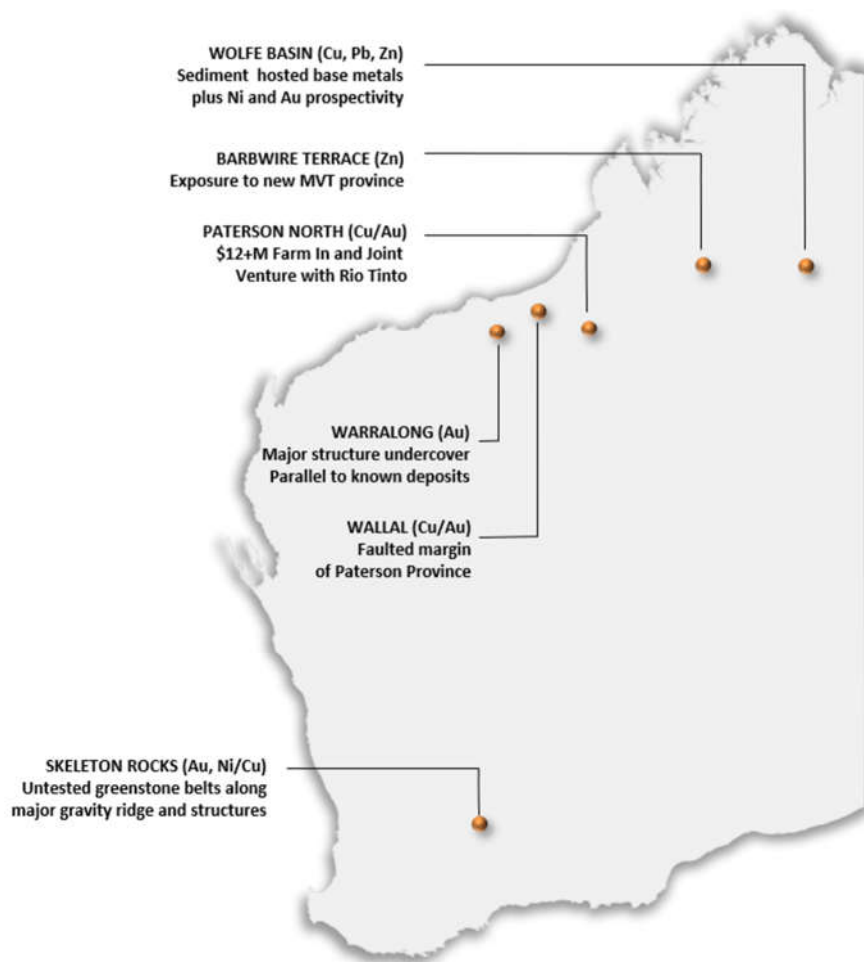 WOLFE BASIN (Cu, Pb, Zn)
Sediment hosted base metals
plus Ni and Au prospectivity
BARBWIRE TERRACE (Zn)
Exposure to new MVT province
PATERSON NORTH (Cu/Au)
$12+M Farm In and Joint
Venture with Rio Tinto
WARRALONG (Au)
Major structure undercover
Parallel to known deposits
WALLAL (Cu/Au)
Faulted margin
of Paterson Province
SKELETON ROCKS (Au, Ni/Cu)
Untested greenstone belts along
major gravity ridge and structures